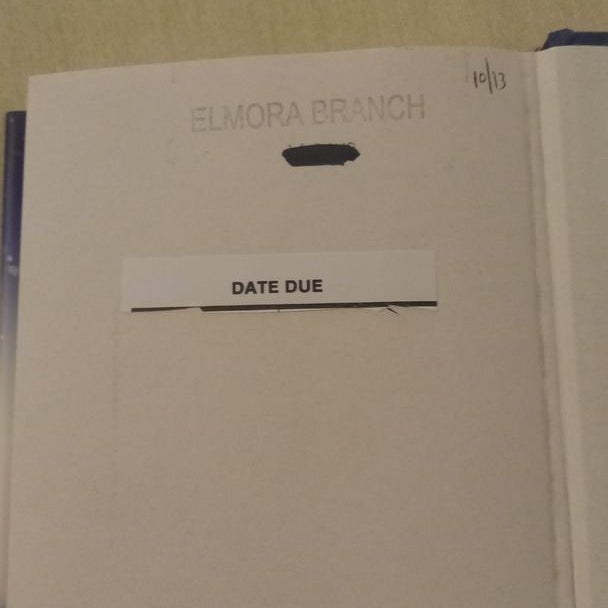 10/13
ELMORA BRANCH
DATE DUE